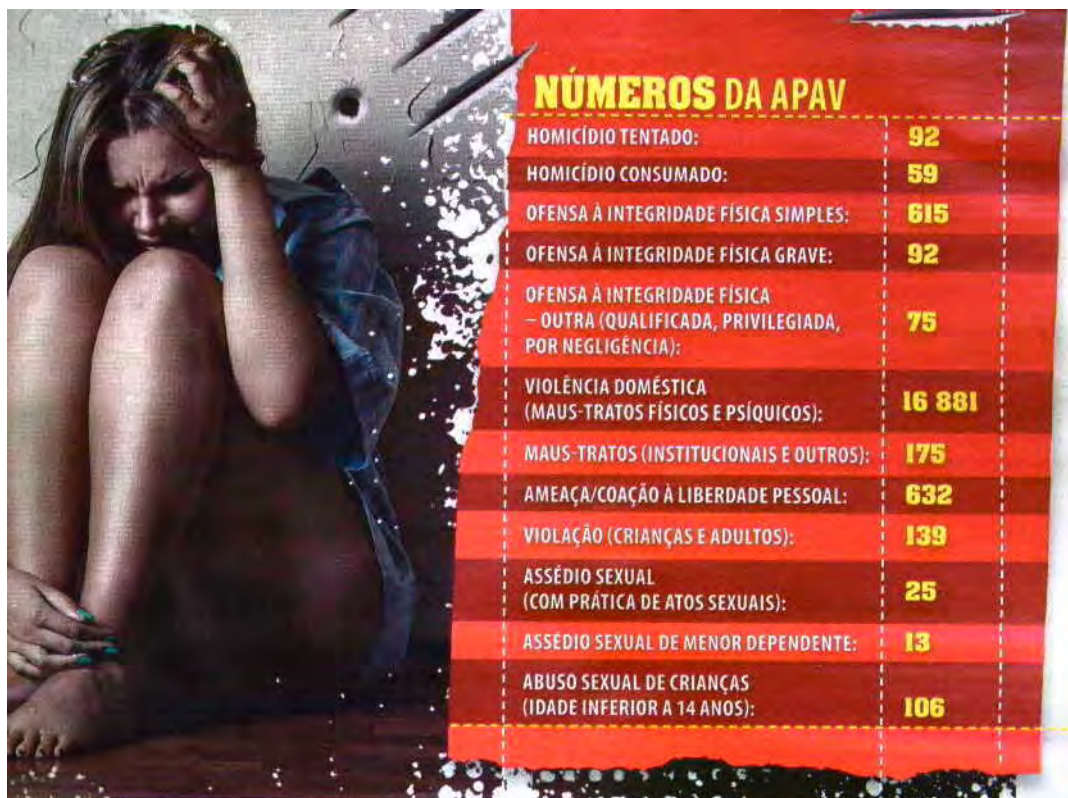 NÚMEROS DA APAV
HOMICÍDIO TENTADO: 92
HOMICÍDIO CONSUMADO: 59
OFENSA À INTEGRIDADE FÍSICA SIMPLES: 615
OFENSA À INTEGRIDADE FÍSICA GRAVE: 92
OFENSA À INTEGRIDADE FÍSICA
– OUTRA (QUALIFICADA, PRIVILEGIADA, 75
POR NEGLIGÊNCIA):
VIOLÊNCIA DOMÉSTICA
(MAUS-TRATOS FÍSICOS E PSÍQUICOS): 16 881
MAUS-TRATOS (INSTITUCIONAIS E OUTROS): 175
AMEAÇA/COAÇÃO À LIBERDADE PESSOAL: 632
VIOLAÇÃO (CRIANÇAS E ADULTOS): 139
ASSÉDIO SEXUAL
(COM PRÁTICA DE ATOS SEXUAIS): 25
ASSÉDIO SEXUAL DE MENOR DEPENDENTE: 13
ABUSO SEXUAL DE CRIANÇAS
(IDADE INFERIOR A 14 ANOS): 106